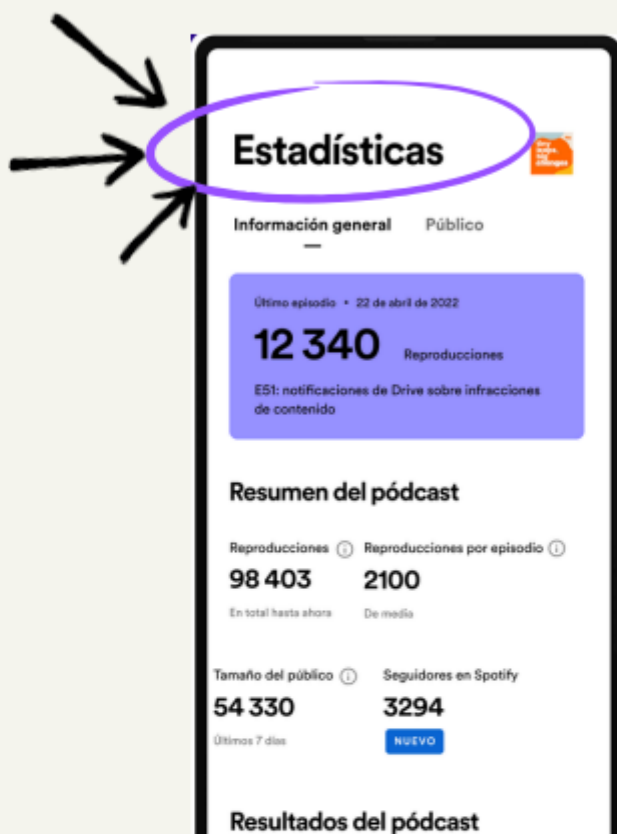 Estadísticas
Información general Público
Último episodio • 22 de abril de 2022
12 340 Reproducciones
E51: notificaciones de Drive sobre infracciones
de contenido
Resumen del pódcast
Reproducciones Reproducciones por episodio
98 403 2100
En total hasta ahora De media
Tamaño del público Seguidores en Spotify
54 330 3294
Últimos 7 días NUEVO
Resultados del pódcast